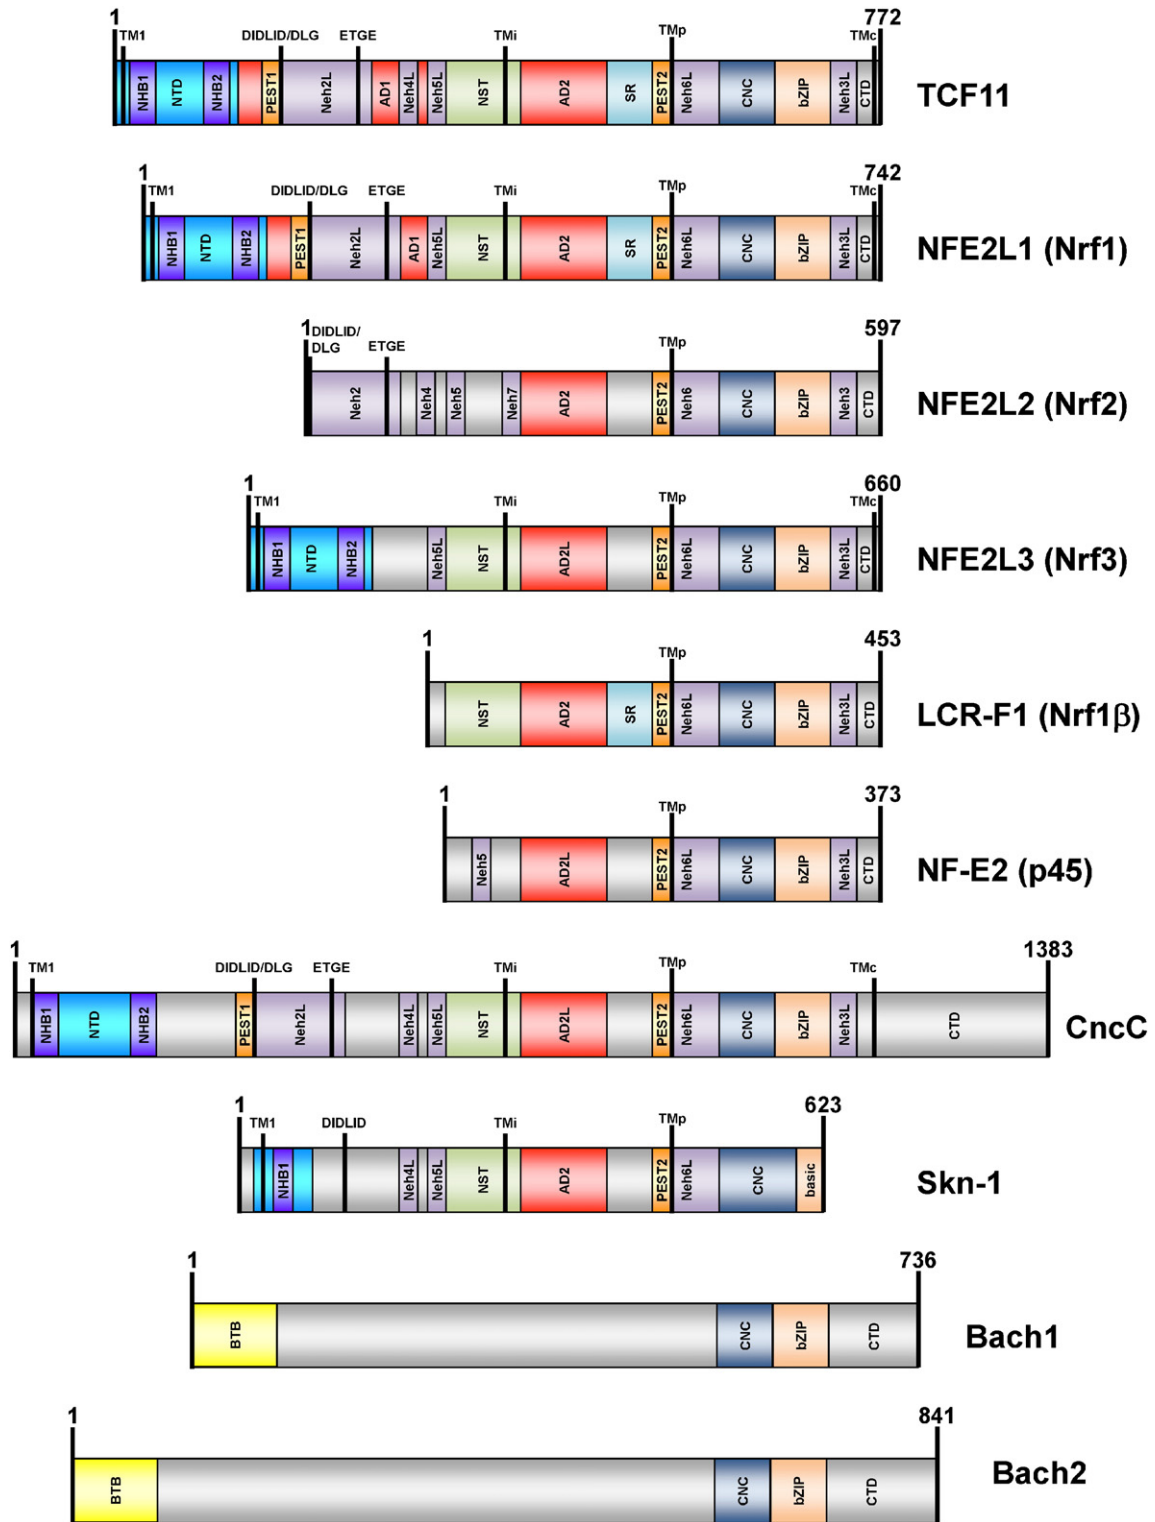 1 772
TM1 DIDLID/DLG ETGE TMi TMp TMc
NHB1 NTD NHB2 PEST1 Neh2L AD1 Neh4L Neh5L NST AD2 SR PEST2 Neh6L CNC bZIP Neh3L CTD
TCF11
1 742
TM1 DIDLID/DLG ETGE TMi TMp TMc
NHB1 NTD NHB2 PEST1 Neh2L AD1 Neh5L NST AD2 SR PEST2 Neh6L CNC bZIP Neh3L CTD
NFE2L1 (Nrf1)
1 597
DIDLID/
DLG ETGE TMp
Neh2 Neh4 Neh5 Neh7 AD2 PEST2 Neh6 CNC bZIP Neh3 CTD
NFE2L2 (Nrf2)
1 660
TM1 TMi TMp TMc
NHB1 NTD NHB2 Neh5L NST AD2L PEST2 Neh6L CNC bZIP Neh3L CTD
NFE2L3 (Nrf3)
1 453
TMp
NST AD2 SR PEST2 Neh6L CNC bZIP Neh3L CTD
LCR-F1 (Nrf1β)
1 373
TMp
Neh5 AD2L PEST2 Neh6L CNC bZIP Neh3L CTD
NF-E2 (p45)
1 1383
TM1 DIDLID/DLG ETGE TMi TMp TMc
NHB1 NTD NHB2 PEST1 Neh2L Neh4L Neh5L NST AD2L PEST2 Neh6L CNC bZIP Neh3L CTD
CncC
1 623
TM1 DIDLID TMi TMp
NHB1 Neh4L Neh5L NST AD2 PEST2 Neh6L CNC basic
Skn-1
1 736
BTB CNC bZIP CTD
Bach1
1 841
BTB CNC bZIP CTD
Bach2